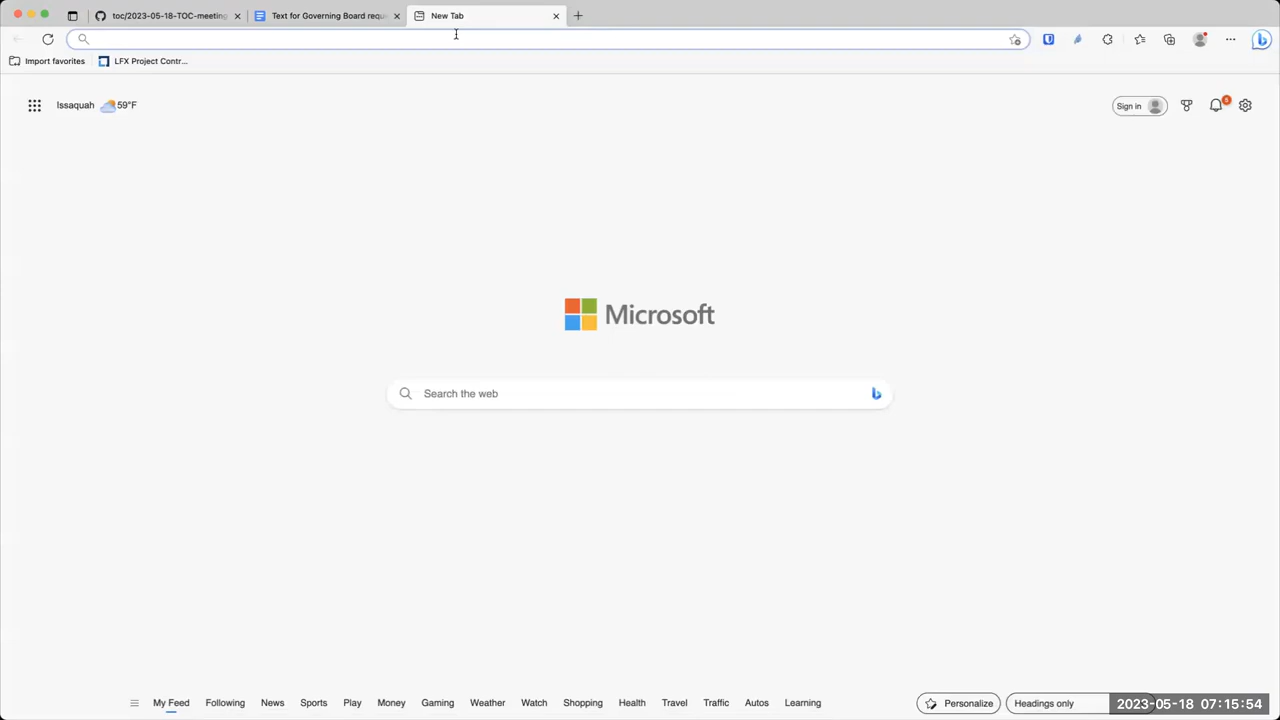 toc/2023-05-18-TOC-meeting
Text for Governing Board requ
New Tab
Import favorites
LFX Project Contr...
Issaquah
59°F
Sign in
6
Microsoft
Search the web
My Feed
Following
News
Sports
Play
Money
Gaming
Weather
Watch
Shopping
Health
Travel
Traffic
Autos
Learning
Personalize
Headings only
2023-05-18 07:15:54